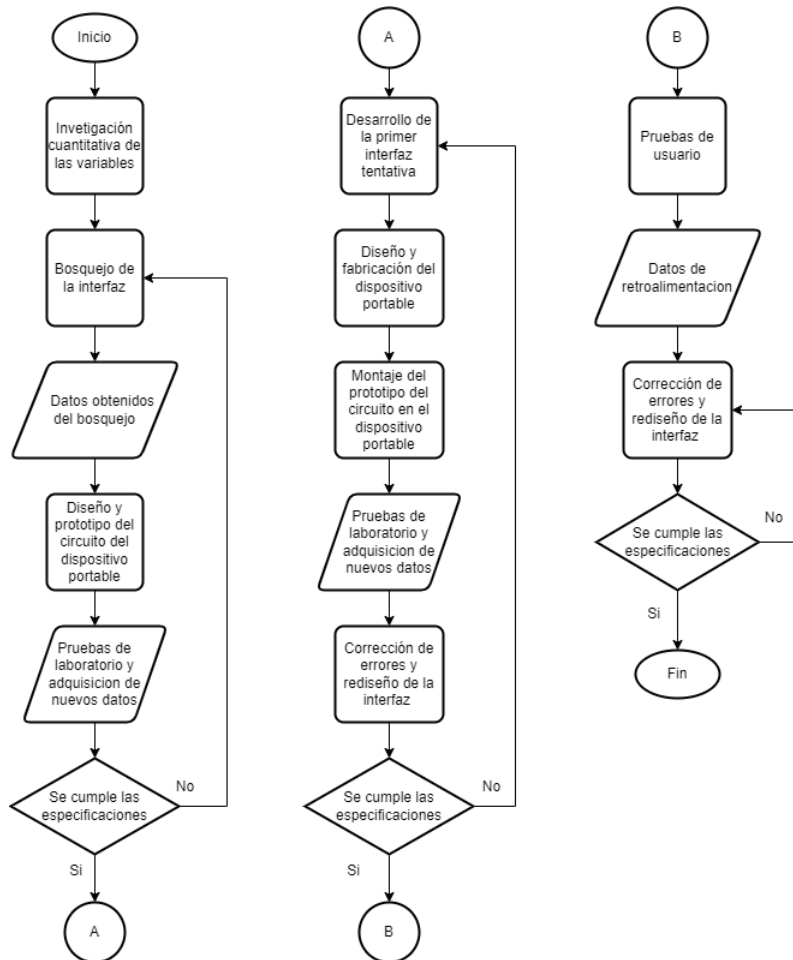 Inicio
Invetigación
cuantitativa de
las variables
Bosquejo de
la interfaz
Datos obtenidos
del bosquejo
Diseño y
prototipo del
circuito del
dispositivo
portable
Pruebas de
laboratorio y
adquisicion de
nuevos datos
Se cumple las
especificaciones
No
Si
A
A
Desarrollo de
la primer
interfaz
tentativa
Diseño y
fabricación del
dispositivo
portable
Montaje del
prototipo del
circuito en el
dispositivo
portable
Pruebas de
laboratorio y
adquisicion de
nuevos datos
Corrección de
errores y
rediseño de la
interfaz
Se cumple las
especificaciones
No
Si
B
B
Pruebas de
usuario
Datos de
retroalimentacion
Corrección de
errores y
rediseño de la
interfaz
Se cumple las
especificaciones
No
Si
Fin